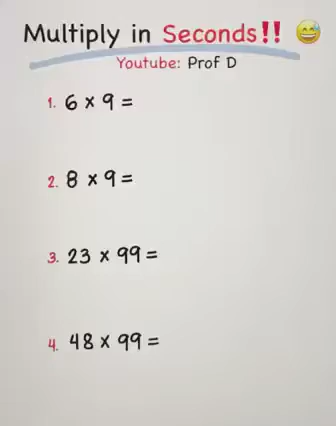 Multiply in Seconds!! 😅
Youtube: Prof D
1. 6 × 9 =
2. 8 × 9 =
3. 23 × 99 =
4. 48 × 99 =